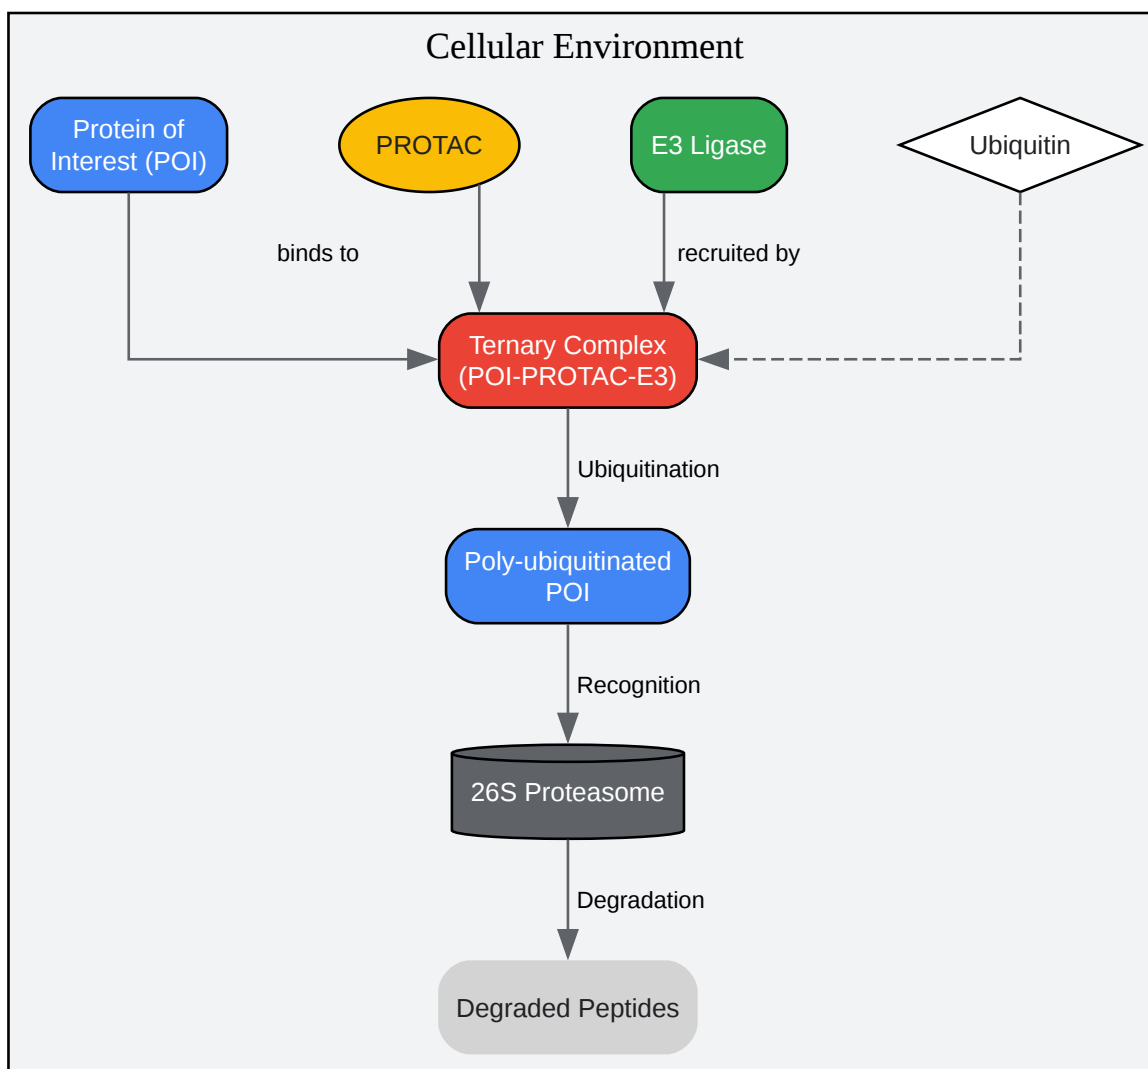 Cellular Environment
Protein of
Interest (POI)
PROTAC
E3 Ligase
Ubiquitin
binds to
recruited by
Ternary Complex
(POI-PROTAC-E3)
Ubiquitination
Poly-ubiquitinated
POI
Recognition
26S Proteasome
Degradation
Degraded Peptides